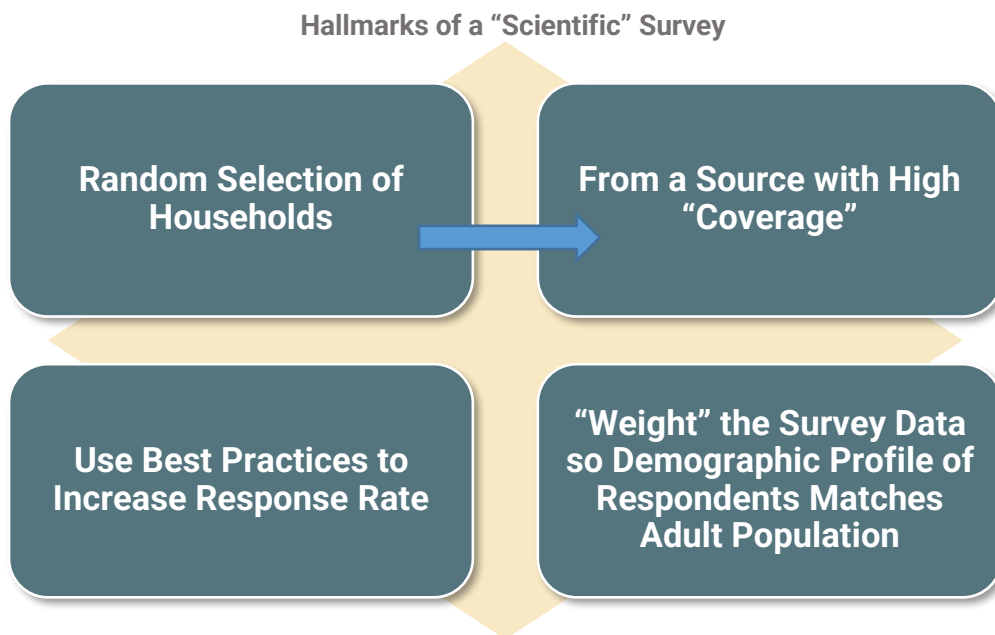 Hallmarks of a “Scientific” Survey
Random Selection of
Households
From a Source with High
“Coverage”
Use Best Practices to
Increase Response Rate
“Weight” the Survey Data
so Demographic Profile of
Respondents Matches
Adult Population